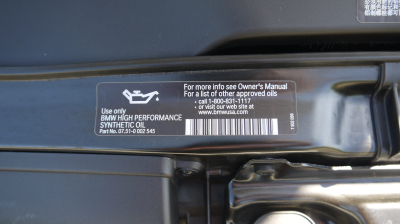 For more info see Owner's Manual
For a list of other approved oils
• call 1-800-831-1117
• or visit our web site at
www.bmwusa.com
Use only
BMW HIGH PERFORMANCE
SYNTHETIC OIL
Part No. 07.51-0 002 545